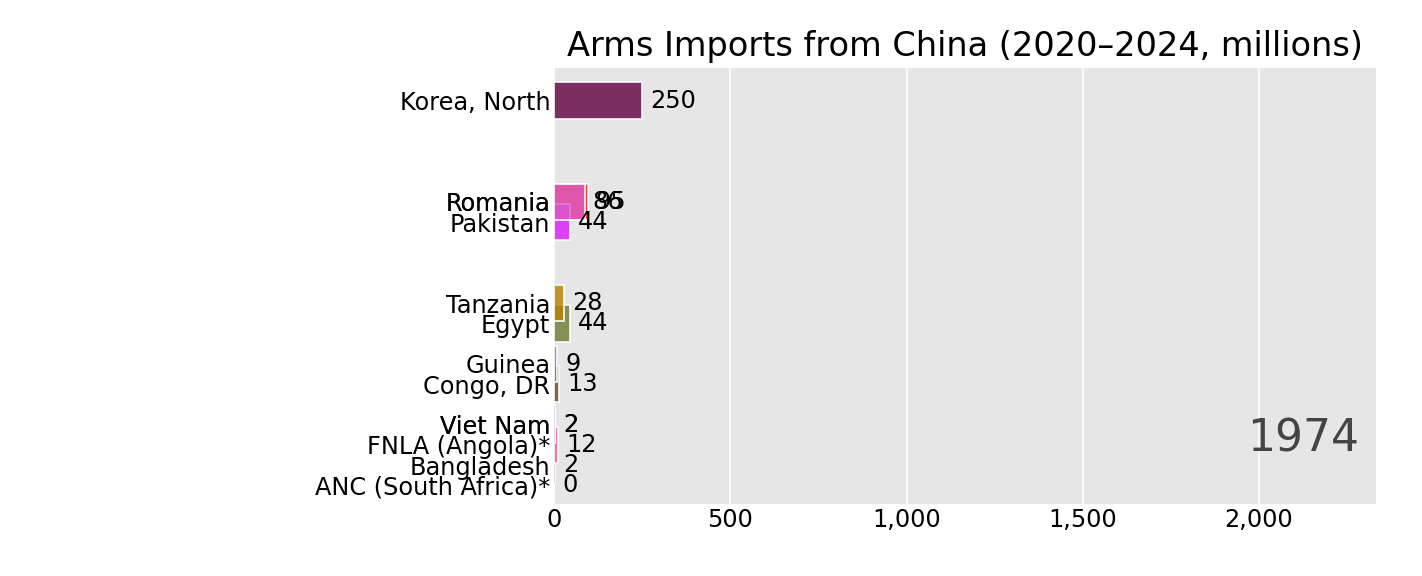 Arms Imports from China (2020–2024, millions)
Korea, North 250
Romania
Pakistan 44
Tanzania 28
Egypt 44
Guinea 9
Congo, DR 13
Viet Nam 2
FNLA (Angola)* 12
Bangladesh 2
ANC (South Africa)* 0
1974
0 500 1,000 1,500 2,000